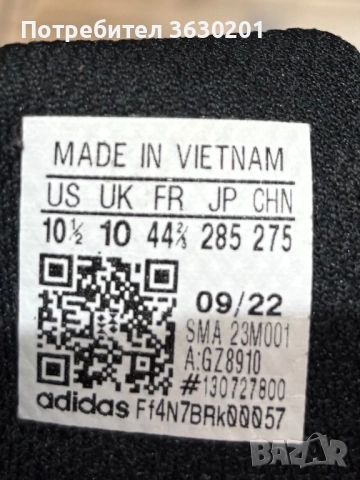 Потребител 3630201
MADE IN VIETNAM
US UK FR JP CHN
10½ 10 44⅔ 285 275
09/22
SMA 23M001
A:GZ8910
#130727800
adidas Ff4N7BRk00057
BAZAR